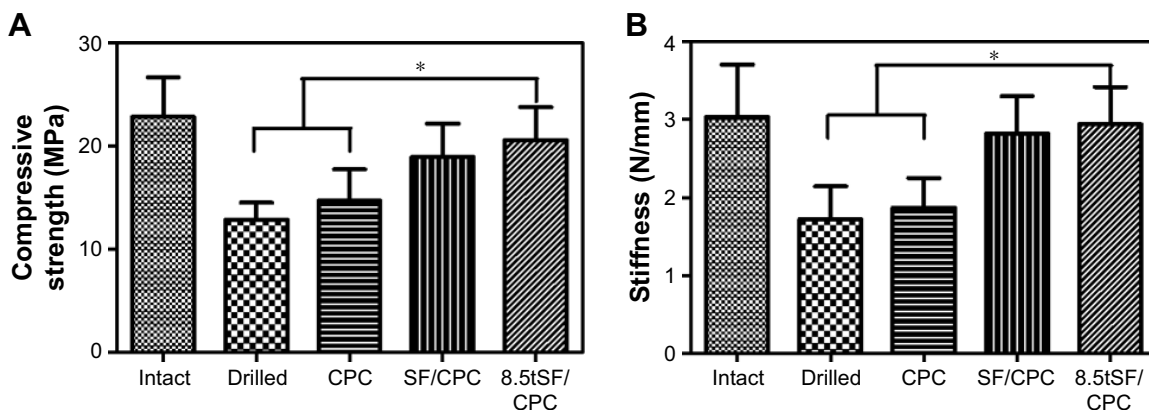 A
Compressive
strength (MPa)
30
20
10
0
*
Intact
Drilled
CPC
SF/CPC
8.5tSF/
CPC
B
Stiffness (N/mm)
4
3
2
1
0
*
Intact
Drilled
CPC
SF/CPC
8.5tSF/
CPC